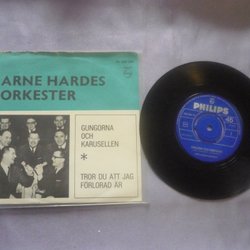 ARNE HARDES
ORKESTER
GUNGORNA
OCH
KARUSELLEN
*
TROR DU ATT JAG
FÖRLORAD ÄR
PHILIPS
45